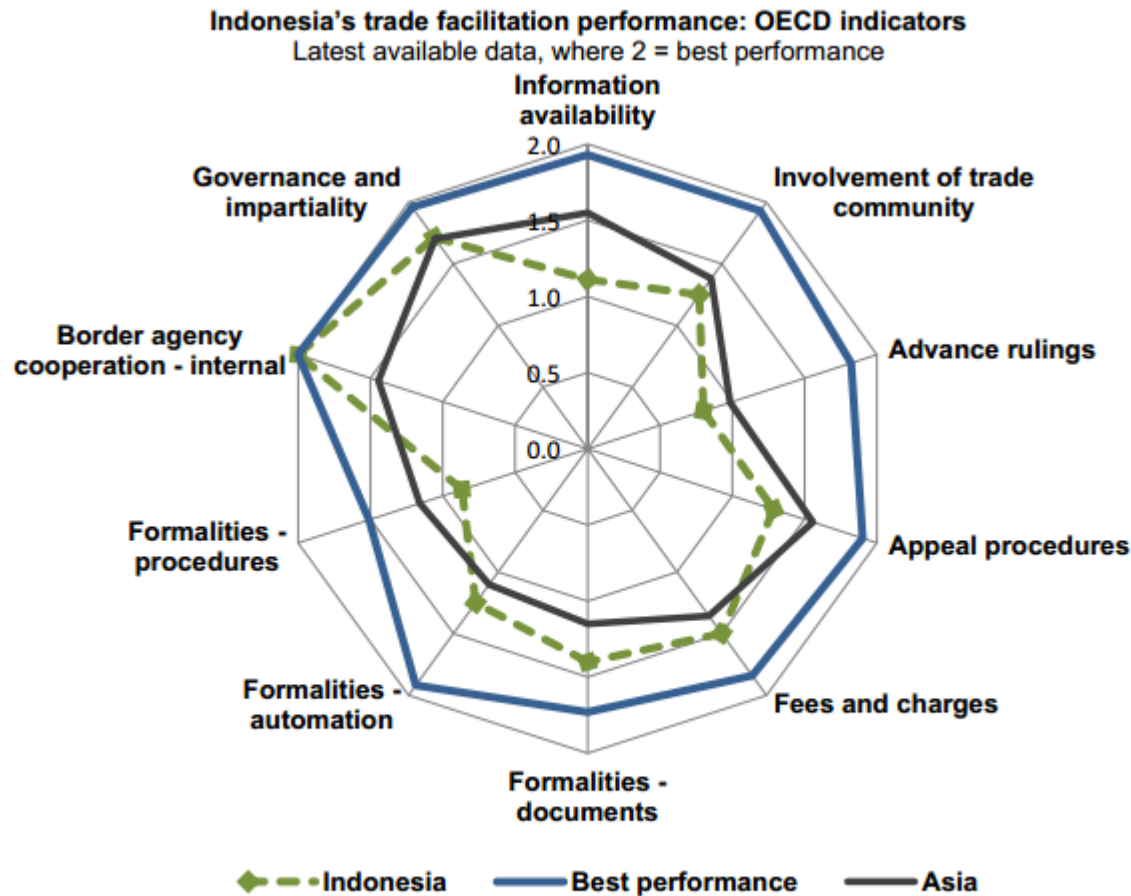 Indonesia's trade facilitation performance: OECD indicators
Latest available data, where 2 = best performance
Information
availability
2.0
Governance and
impartiality
Involvement of trade
community
1.5
1.0
Border agency
cooperation - internal
Advance rulings
0.5
0.0
Formalities -
procedures
Appeal procedures
Formalities -
automation
Fees and charges
Formalities -
documents
Indonesia
Best performance
Asia